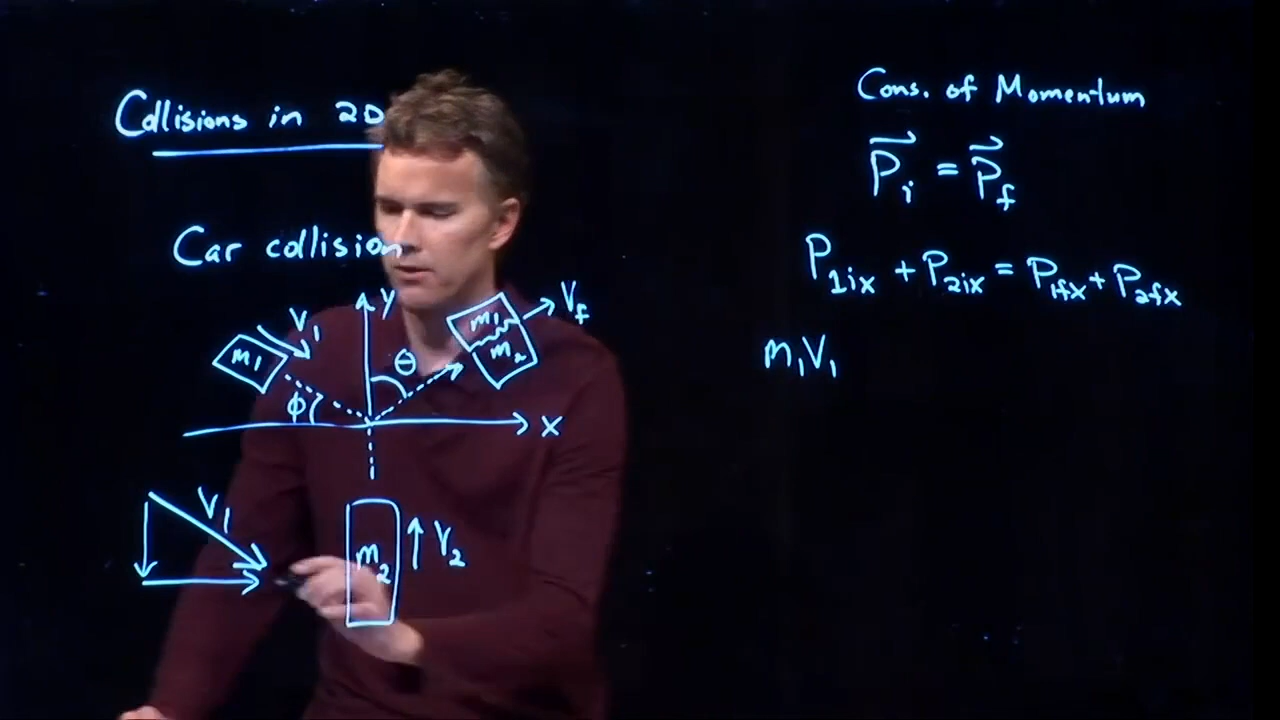 Collisions in 2D
Cons. of Momentum
P⃗i = P⃗f
Car collision
P1ix + P2ix = P1fx + P2fx
y
V1
m1
m1
m2
Vf
θ
ϕ
x
m1V1
V1
m2
V2